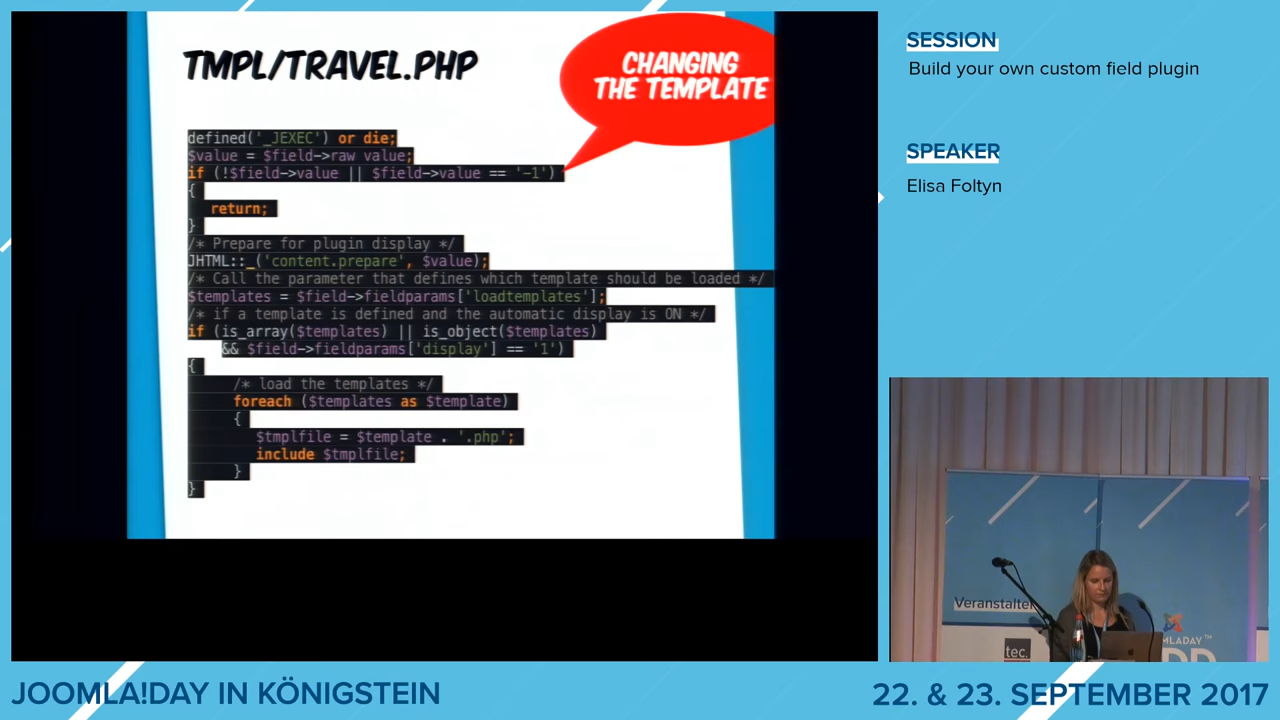 TMPL/TRAVEL.PHP
CHANGING
THE TEMPLATE
defined('_JEXEC') or die;
$value = $field->raw value;
if (!$field->value || $field->value == '-1')
{
return;
}
/* Prepare for plugin display */
JHTML::_('content.prepare', $value);
/* Call the parameter that defines which template should be loaded */
$templates = $field->fieldparams['loadtemplates'];
/* if a template is defined and the automatic display is ON */
if (is_array($templates) || is_object($templates)
&& $field->fieldparams['display'] == '1')
{
/* load the templates */
foreach ($templates as $template)
{
$tmplfile = $template . '.php';
include $tmplfile;
}
}
SESSION
Build your own custom field plugin
SPEAKER
Elisa Foltyn
Veranstalter
tec.
MLADAY™
JOOMLA!DAY IN KÖNIGSTEIN
22. & 23. SEPTEMBER 2017